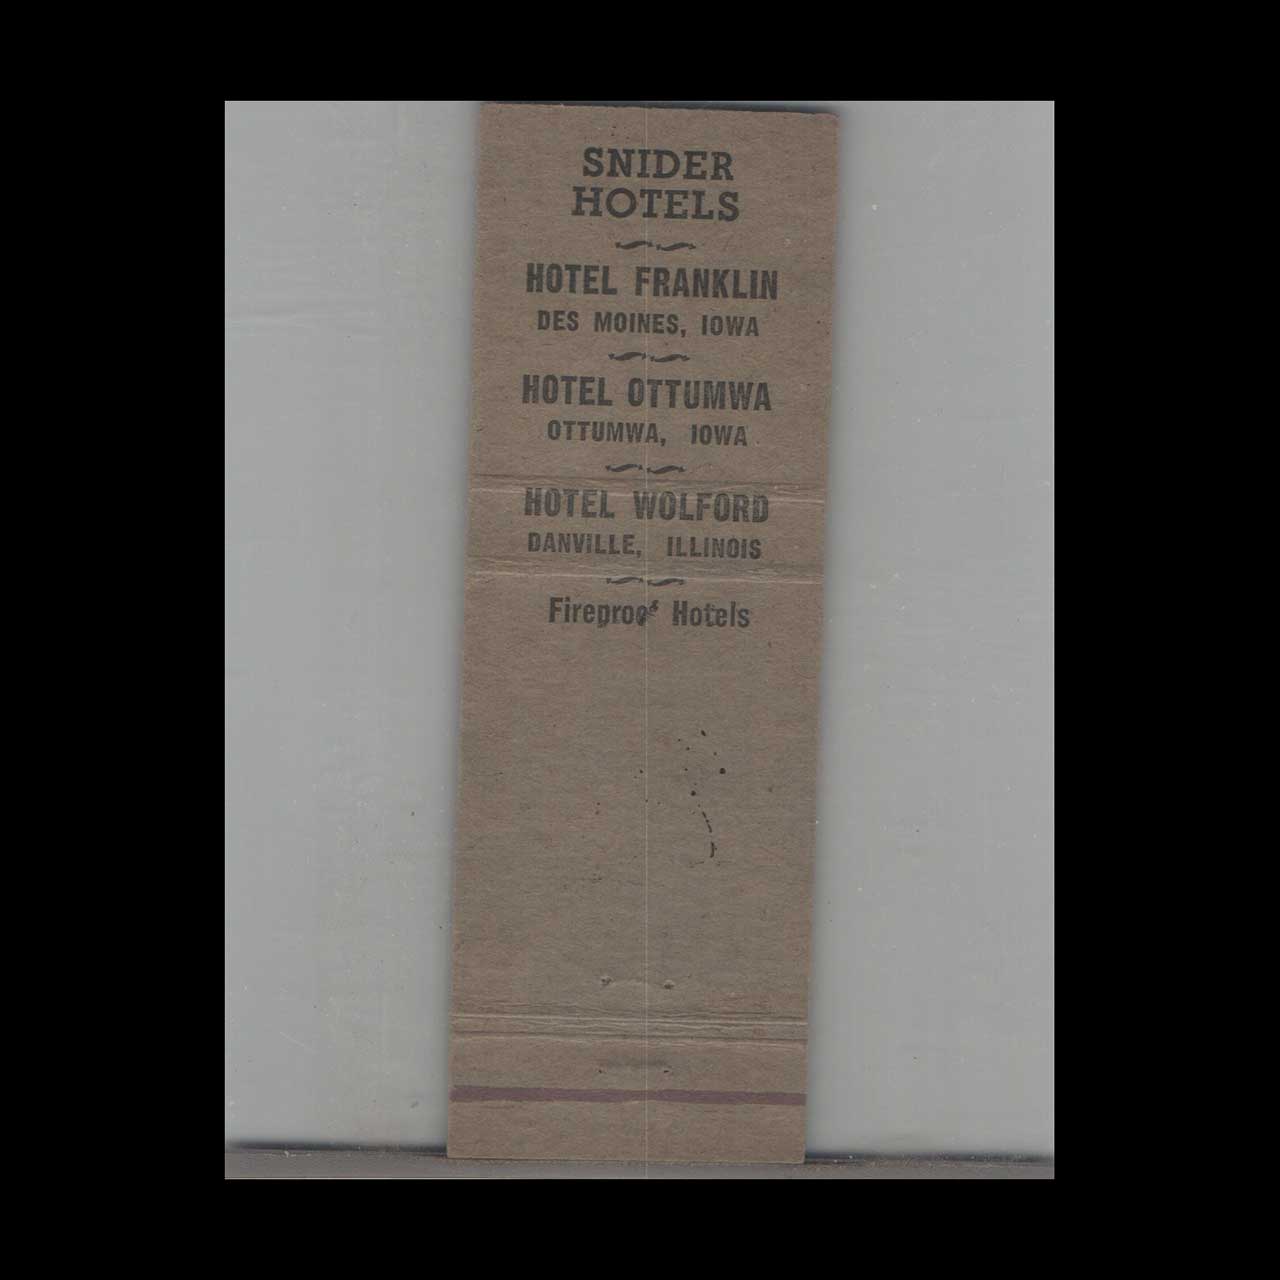 SNIDER
HOTELS
HOTEL FRANKLIN
DES MOINES, IOWA
HOTEL OTTUMWA
OTTUMWA, IOWA
HOTEL WOLFORD
DANVILLE, ILLINOIS
Fireproof Hotels